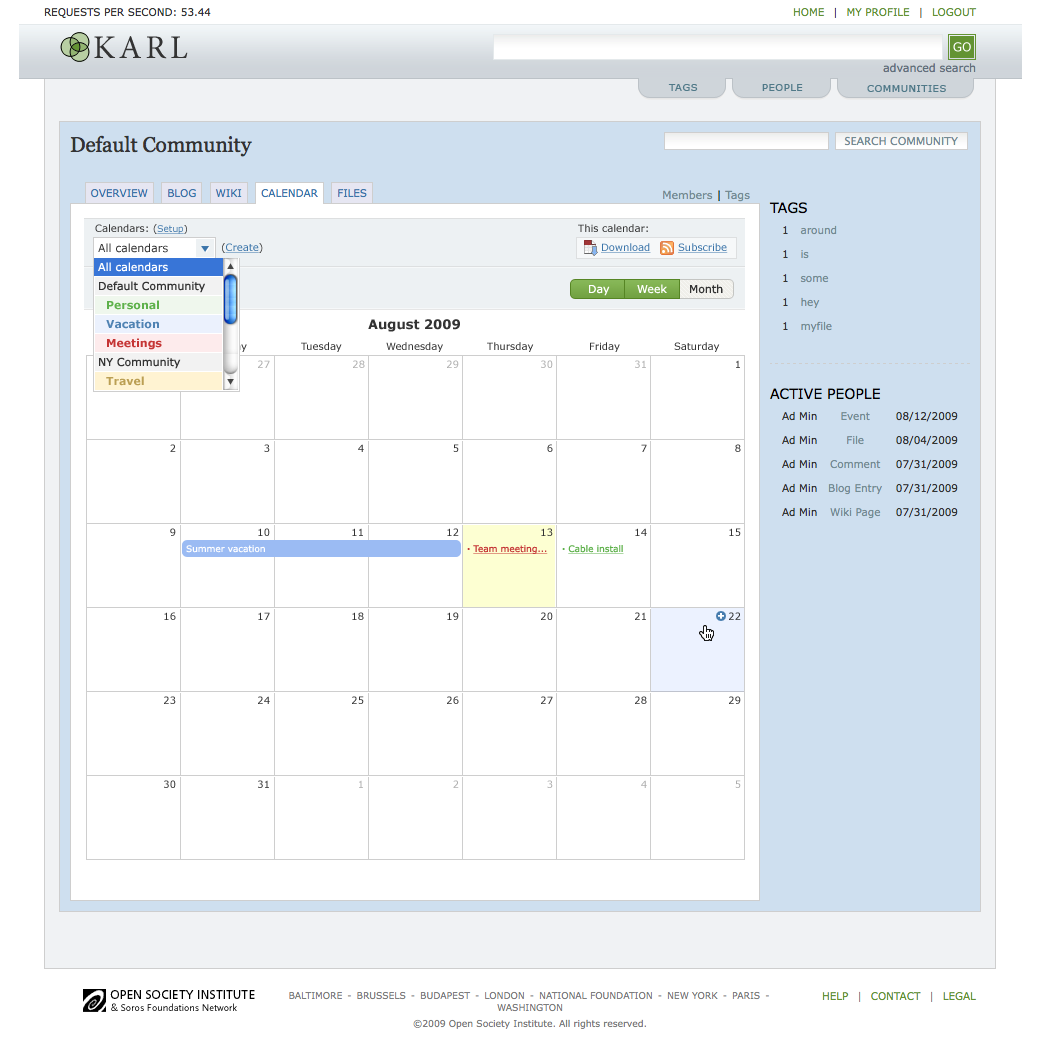 REQUESTS PER SECOND: 53.44
HOME | MY PROFILE | LOGOUT
KARL
GO
advanced search
TAGS
PEOPLE
COMMUNITIES
Default Community
SEARCH COMMUNITY
OVERVIEW
BLOG
WIKI
CALENDAR
FILES
Members | Tags
Calendars: (Setup)
All calendars
(Create)
This calendar:
Download
Subscribe
All calendars
Default Community
Personal
Vacation
Meetings
NY Community
Travel
Day
Week
Month
August 2009
Tuesday Wednesday Thursday Friday Saturday
27 28 29 30 31 1
2 3 4 5 6 7 8
9 10 11 12 13 14 15
Summer vacation
· Team meeting...
· Cable install
16 17 18 19 20 21 22
23 24 25 26 27 28 29
30 31 1 2 3 4 5
TAGS
1 around
1 is
1 some
1 hey
1 myfile
ACTIVE PEOPLE
Ad Min Event 08/12/2009
Ad Min File 08/04/2009
Ad Min Comment 07/31/2009
Ad Min Blog Entry 07/31/2009
Ad Min Wiki Page 07/31/2009
OPEN SOCIETY INSTITUTE
& Soros Foundations Network
BALTIMORE - BRUSSELS - BUDAPEST - LONDON - NATIONAL FOUNDATION - NEW YORK - PARIS -
WASHINGTON
©2009 Open Society Institute. All rights reserved.
HELP | CONTACT | LEGAL